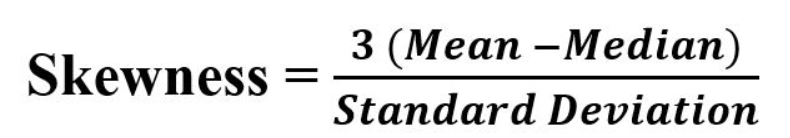 Skewness = 3 (Mean – Median) / Standard Deviation